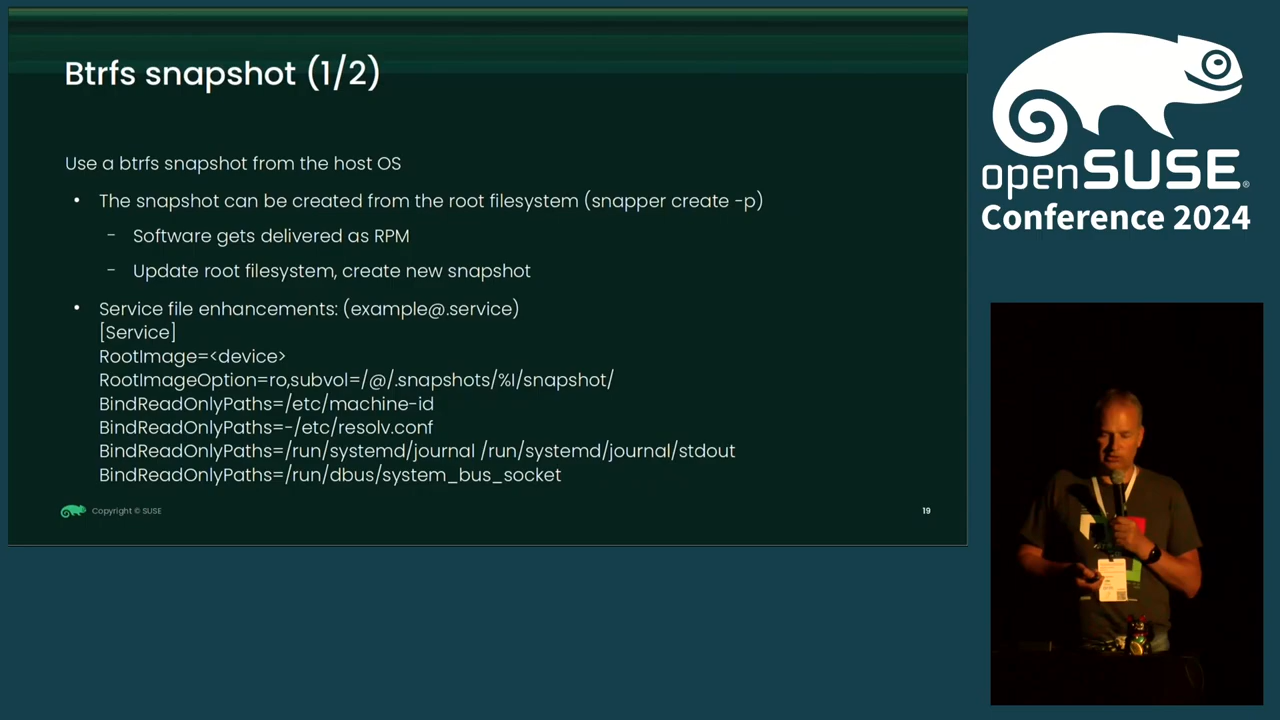 Btrfs snapshot (1/2)
Use a btrfs snapshot from the host OS
• The snapshot can be created from the root filesystem (snapper create -p)
- Software gets delivered as RPM
- Update root filesystem, create new snapshot
• Service file enhancements: (example@.service)
[Service]
RootImage=<device>
RootImageOption=ro,subvol=/@/.snapshots/%I/snapshot/
BindReadOnlyPaths=/etc/machine-id
BindReadOnlyPaths=-/etc/resolv.conf
BindReadOnlyPaths=/run/systemd/journal /run/systemd/journal/stdout
BindReadOnlyPaths=/run/dbus/system_bus_socket
Copyright © SUSE
19
openSUSE®
Conference 2024